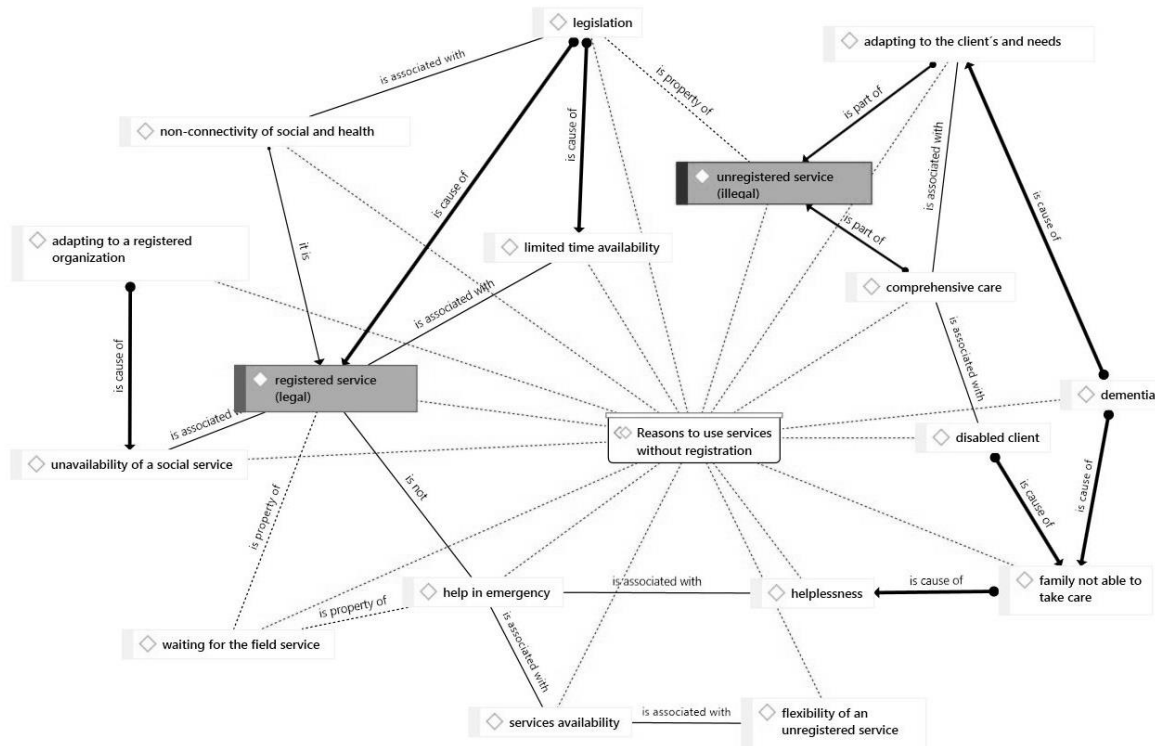 legislation
adapting to the client´s and needs
is associated with
is property of
is part of
non-connectivity of social and health
is cause of
is cause of
is associated with
unregistered service
(illegal)
is cause of
it is
is part of
adapting to a registered
organization
limited time availability
comprehensive care
is associated with
is cause of
is associated with
registered service
(legal)
dementia
is associated
Reasons to use services
without registration
disabled client
unavailability of a social service
is not
is cause of
is cause of
is property of
is associated with
is cause of
family not able to
take care
help in emergency
helplessness
is property of
waiting for the field service
is associated with
services availability
is associated with
flexibility of an
unregistered service